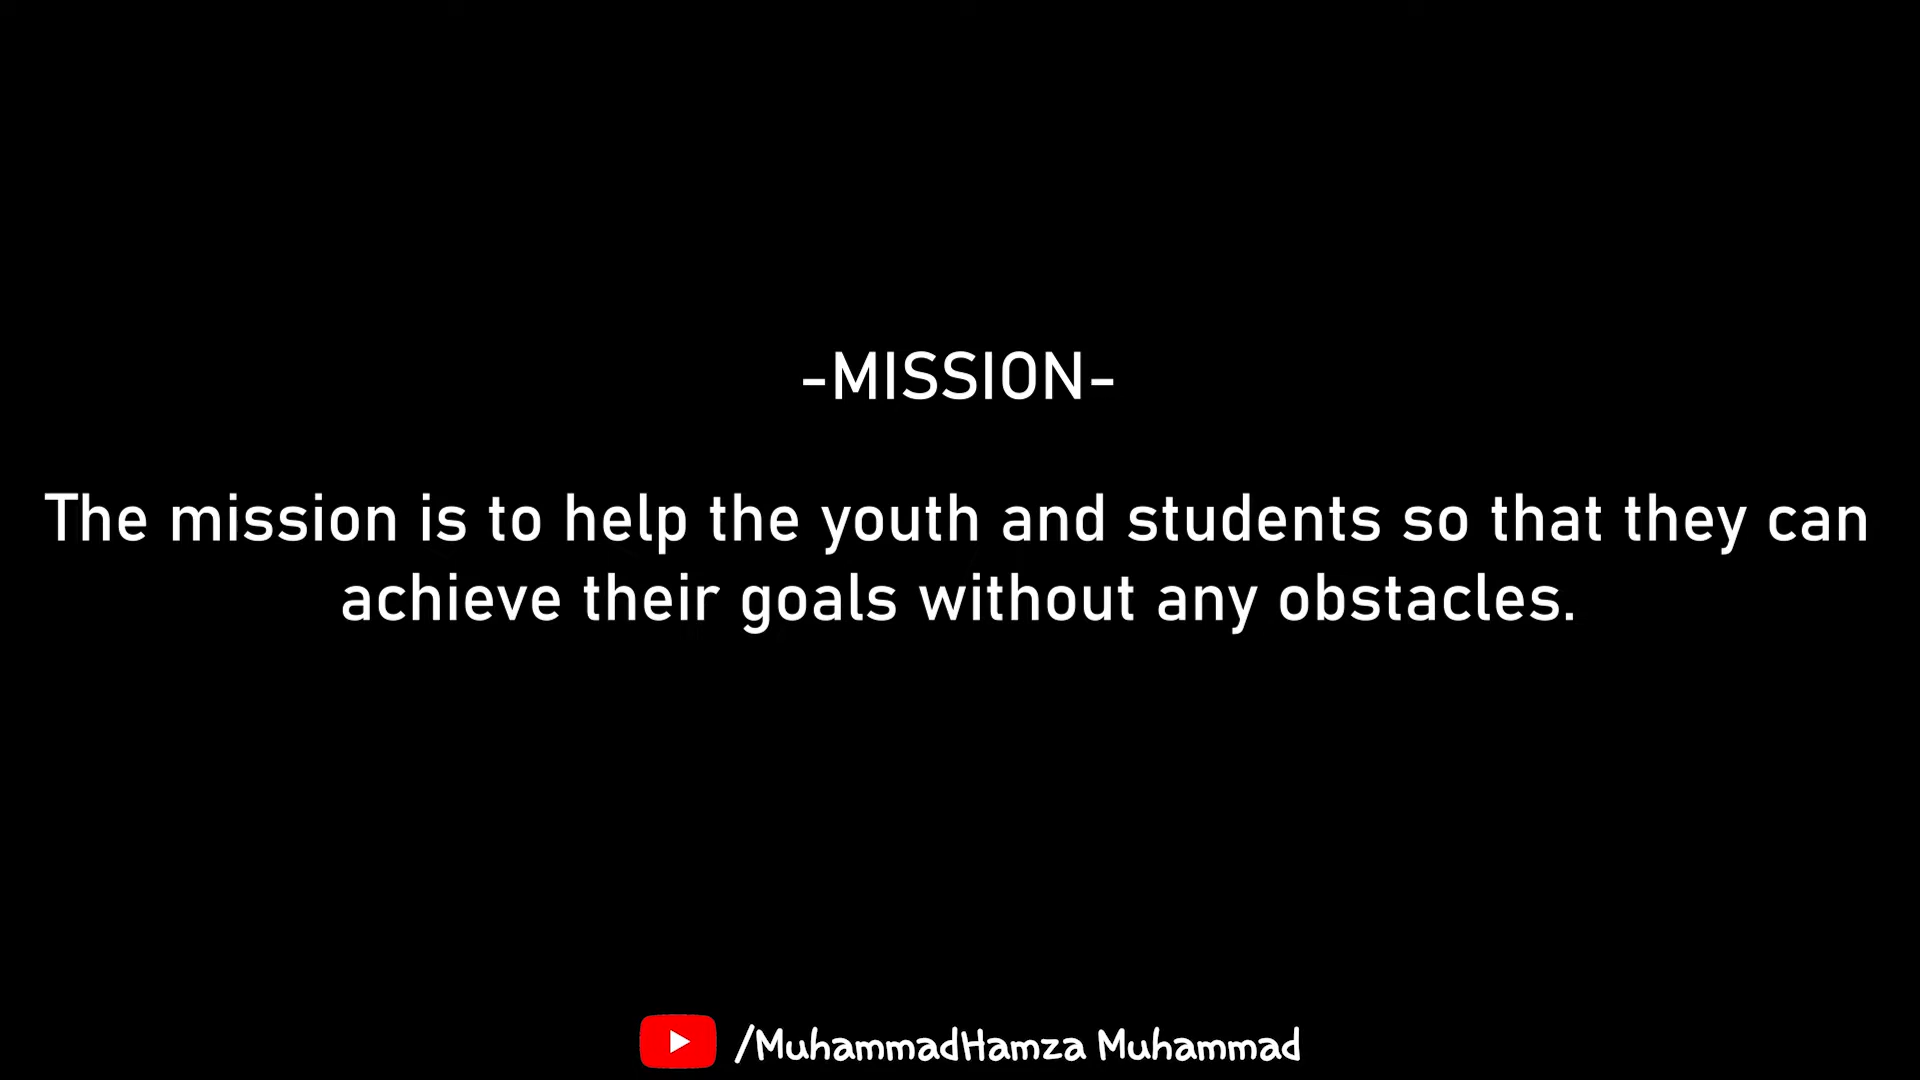 -MISSION-
The mission is to help the youth and students so that they can
achieve their goals without any obstacles.
/MuhammadHamza Muhammad